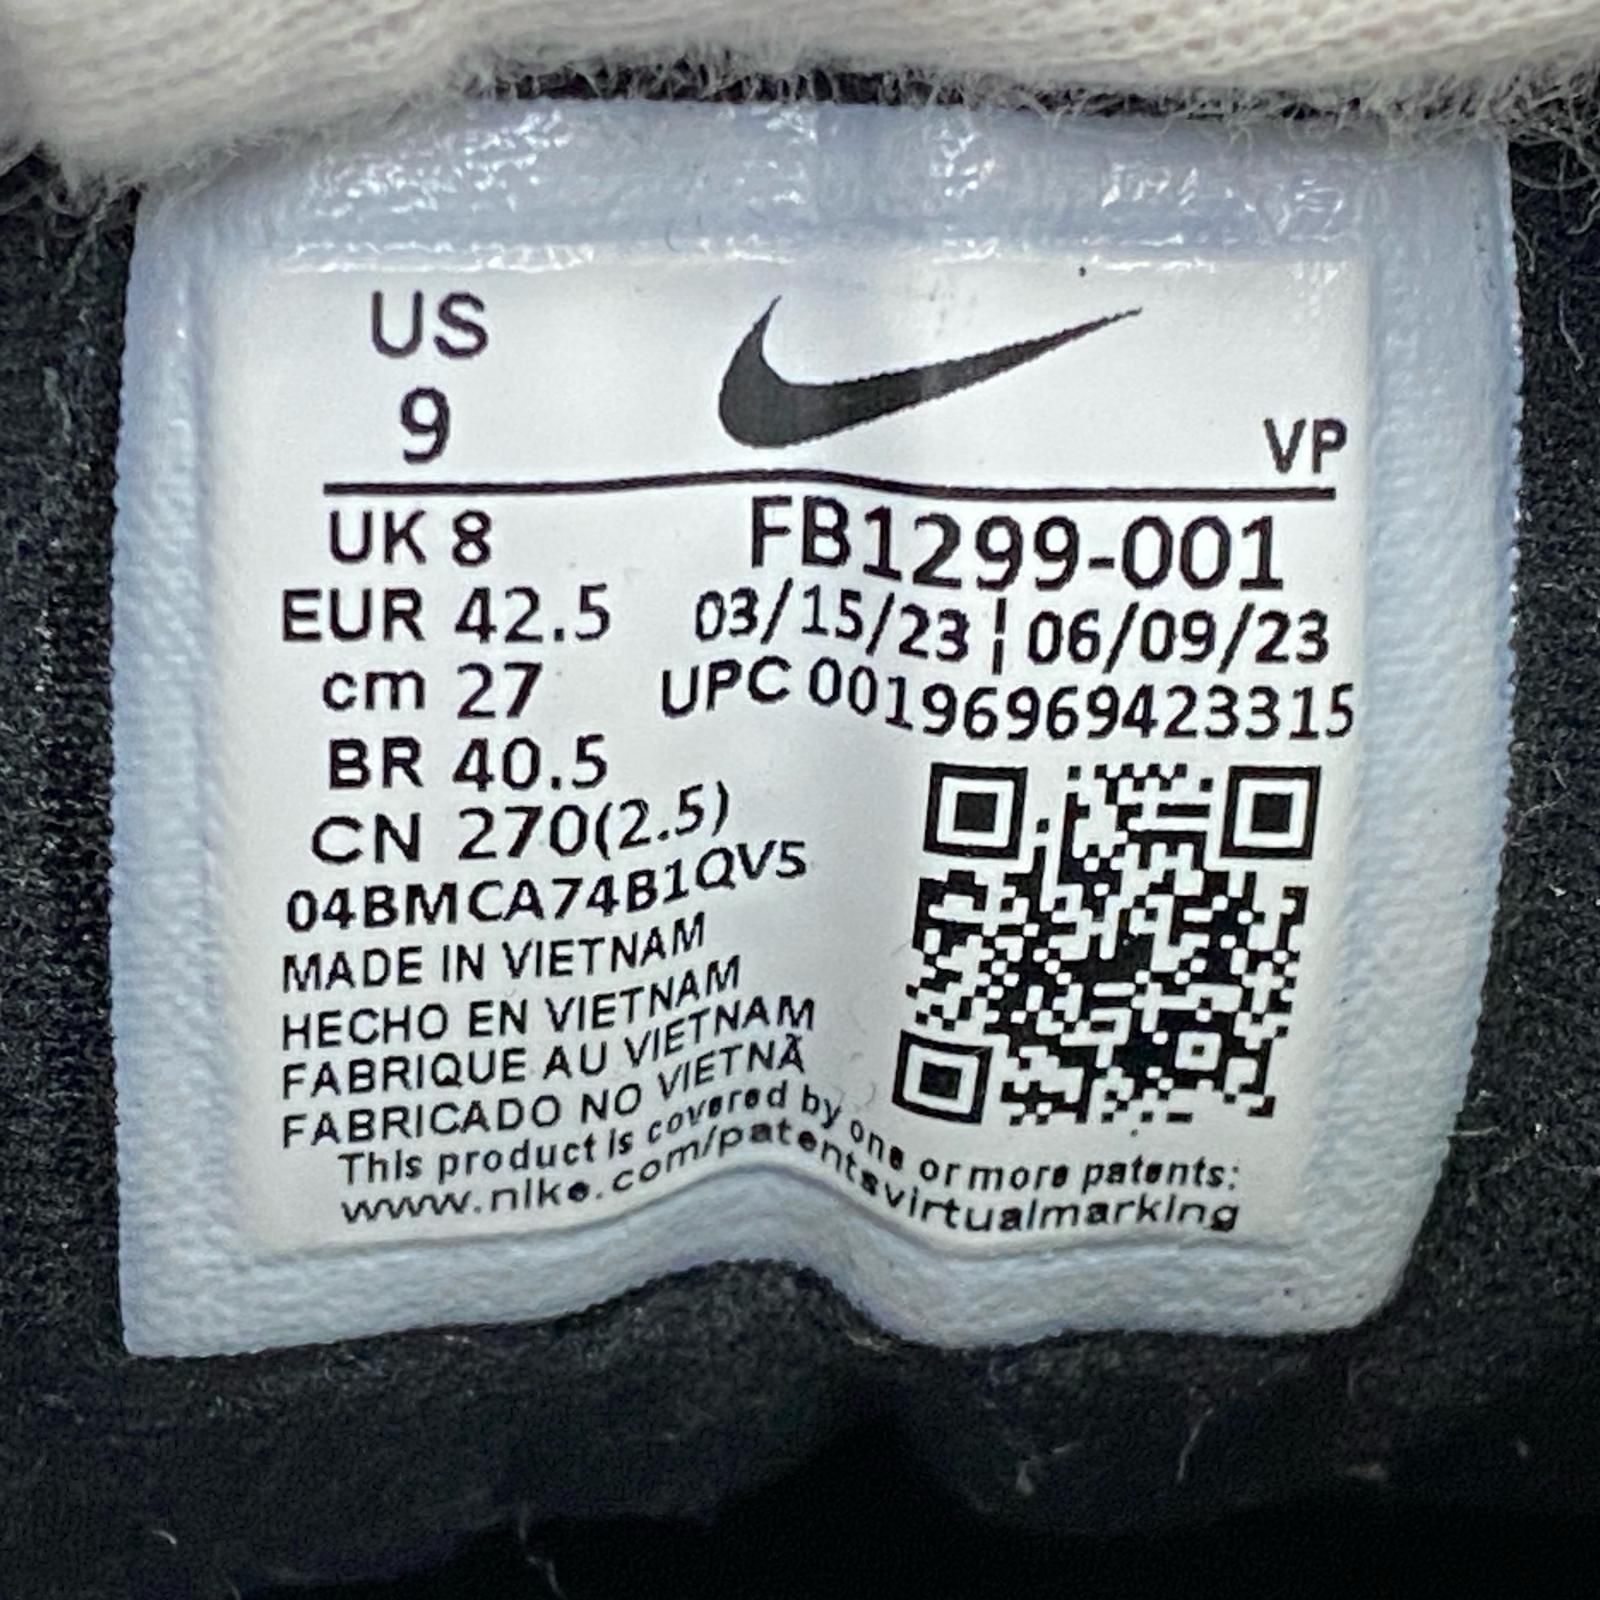 US
9
VP
UK 8
FB1299-001
EUR 42.5
03/15/23 ¦ 06/09/23
cm 27
UPC 00196969423315
BR 40.5
CN 270(2.5)
04BMCA74B1QV5
MADE IN VIETNAM
HECHO EN VIETNAM
FABRIQUE AU VIETNAM
FABRICADO NO VIETNÃ
This product is covered by one or more patents:
www.nike.com/patentsvirtualmarking